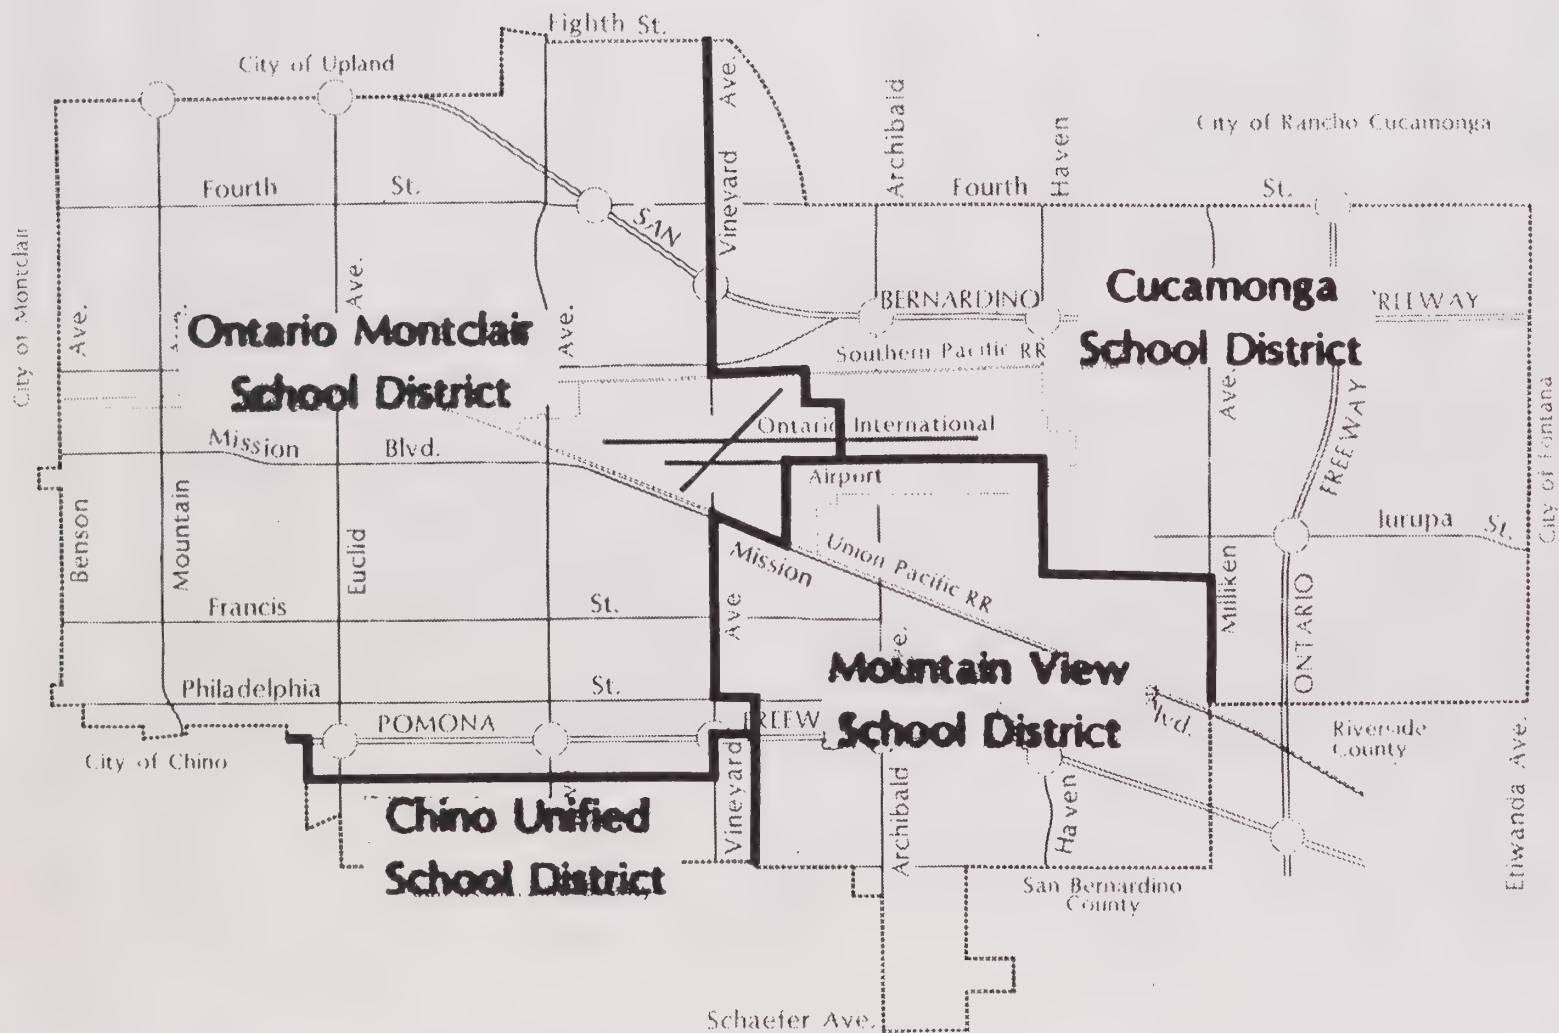 Eighth St.
City of Upland
Ave.
Archibald
Haven
City of Rancho Cucamonga
Fourth St.
Vineyard
Fourth
St.
City of Montclair
SAN
BERNARDINO
Cucamonga
School District
REEWAY
Ave.
Ave.
Ave.
Ontario Montclair
School District
Southern Pacific RR
Ave.
FREEWAY
City of Fontana
Mission Blvd.
Ontario International
Airport
Benson
Mountain
Euclid
Jurupa St.
Mission
Union Pacific RR
Milliken
ONTARIO
Francis
St.
Ave
Mountain View
School District
Philadelphia
St.
POMONA
FREEW
Blvd.
Riverside
County
City of Chino
Vineyard
Archibald
Haven
Etiwanda Ave.
Chino Unified
School District
San Bernardino
County
Schaefer Ave.